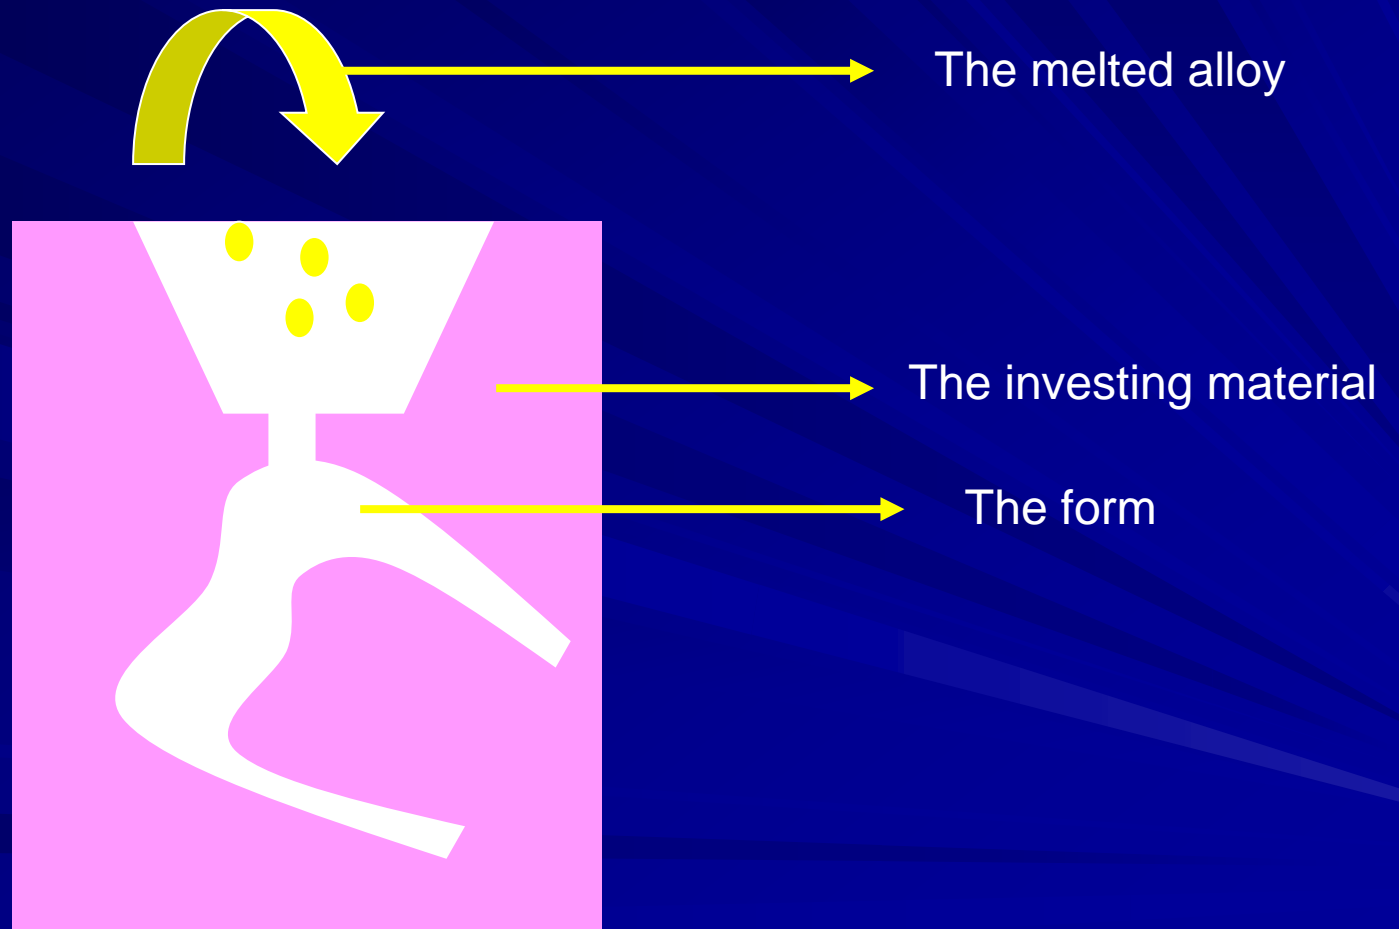 The melted alloy
The investing material
The form